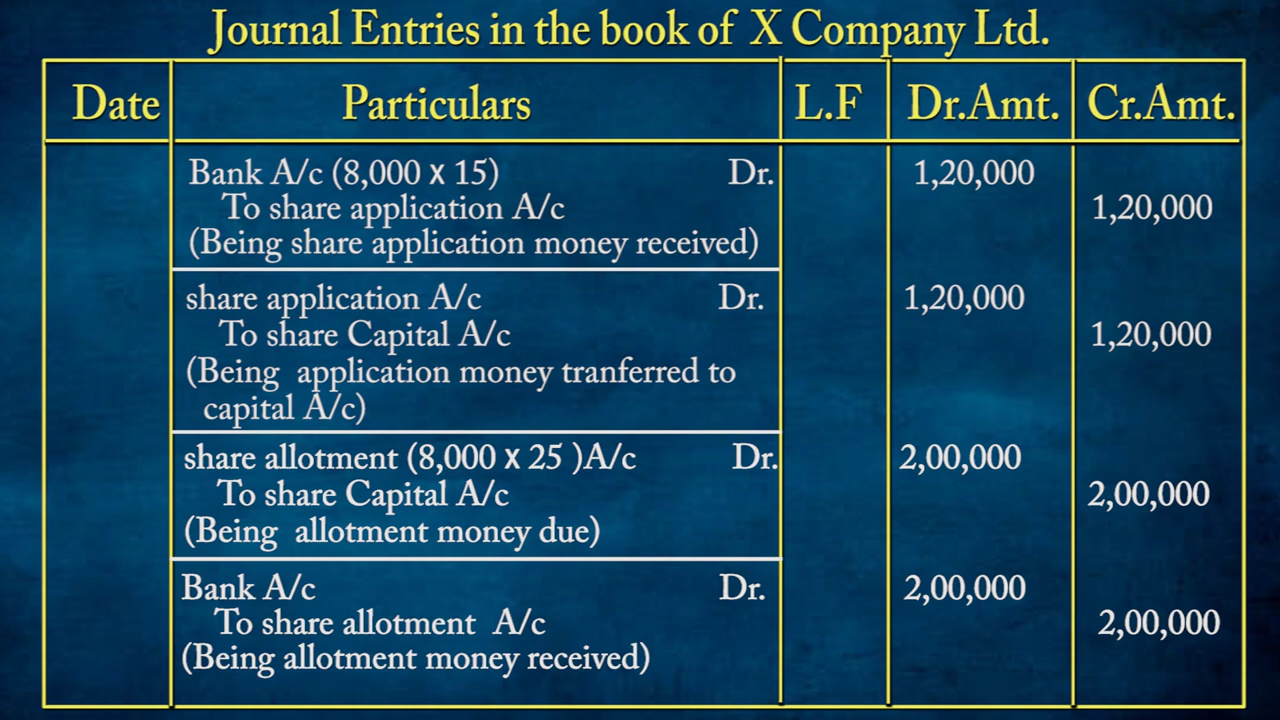 Journal Entries in the book of X Company Ltd.
Date Particulars L.F Dr.Amt. Cr.Amt.
Bank A/c (8,000 x 15) Dr. 1,20,000
To share application A/c 1,20,000
(Being share application money received)
share application A/c Dr. 1,20,000
To share Capital A/c 1,20,000
(Being application money tranferred to
capital A/c)
share allotment (8,000 x 25 )A/c Dr. 2,00,000
To share Capital A/c 2,00,000
(Being allotment money due)
Bank A/c Dr. 2,00,000
To share allotment A/c 2,00,000
(Being allotment money received)